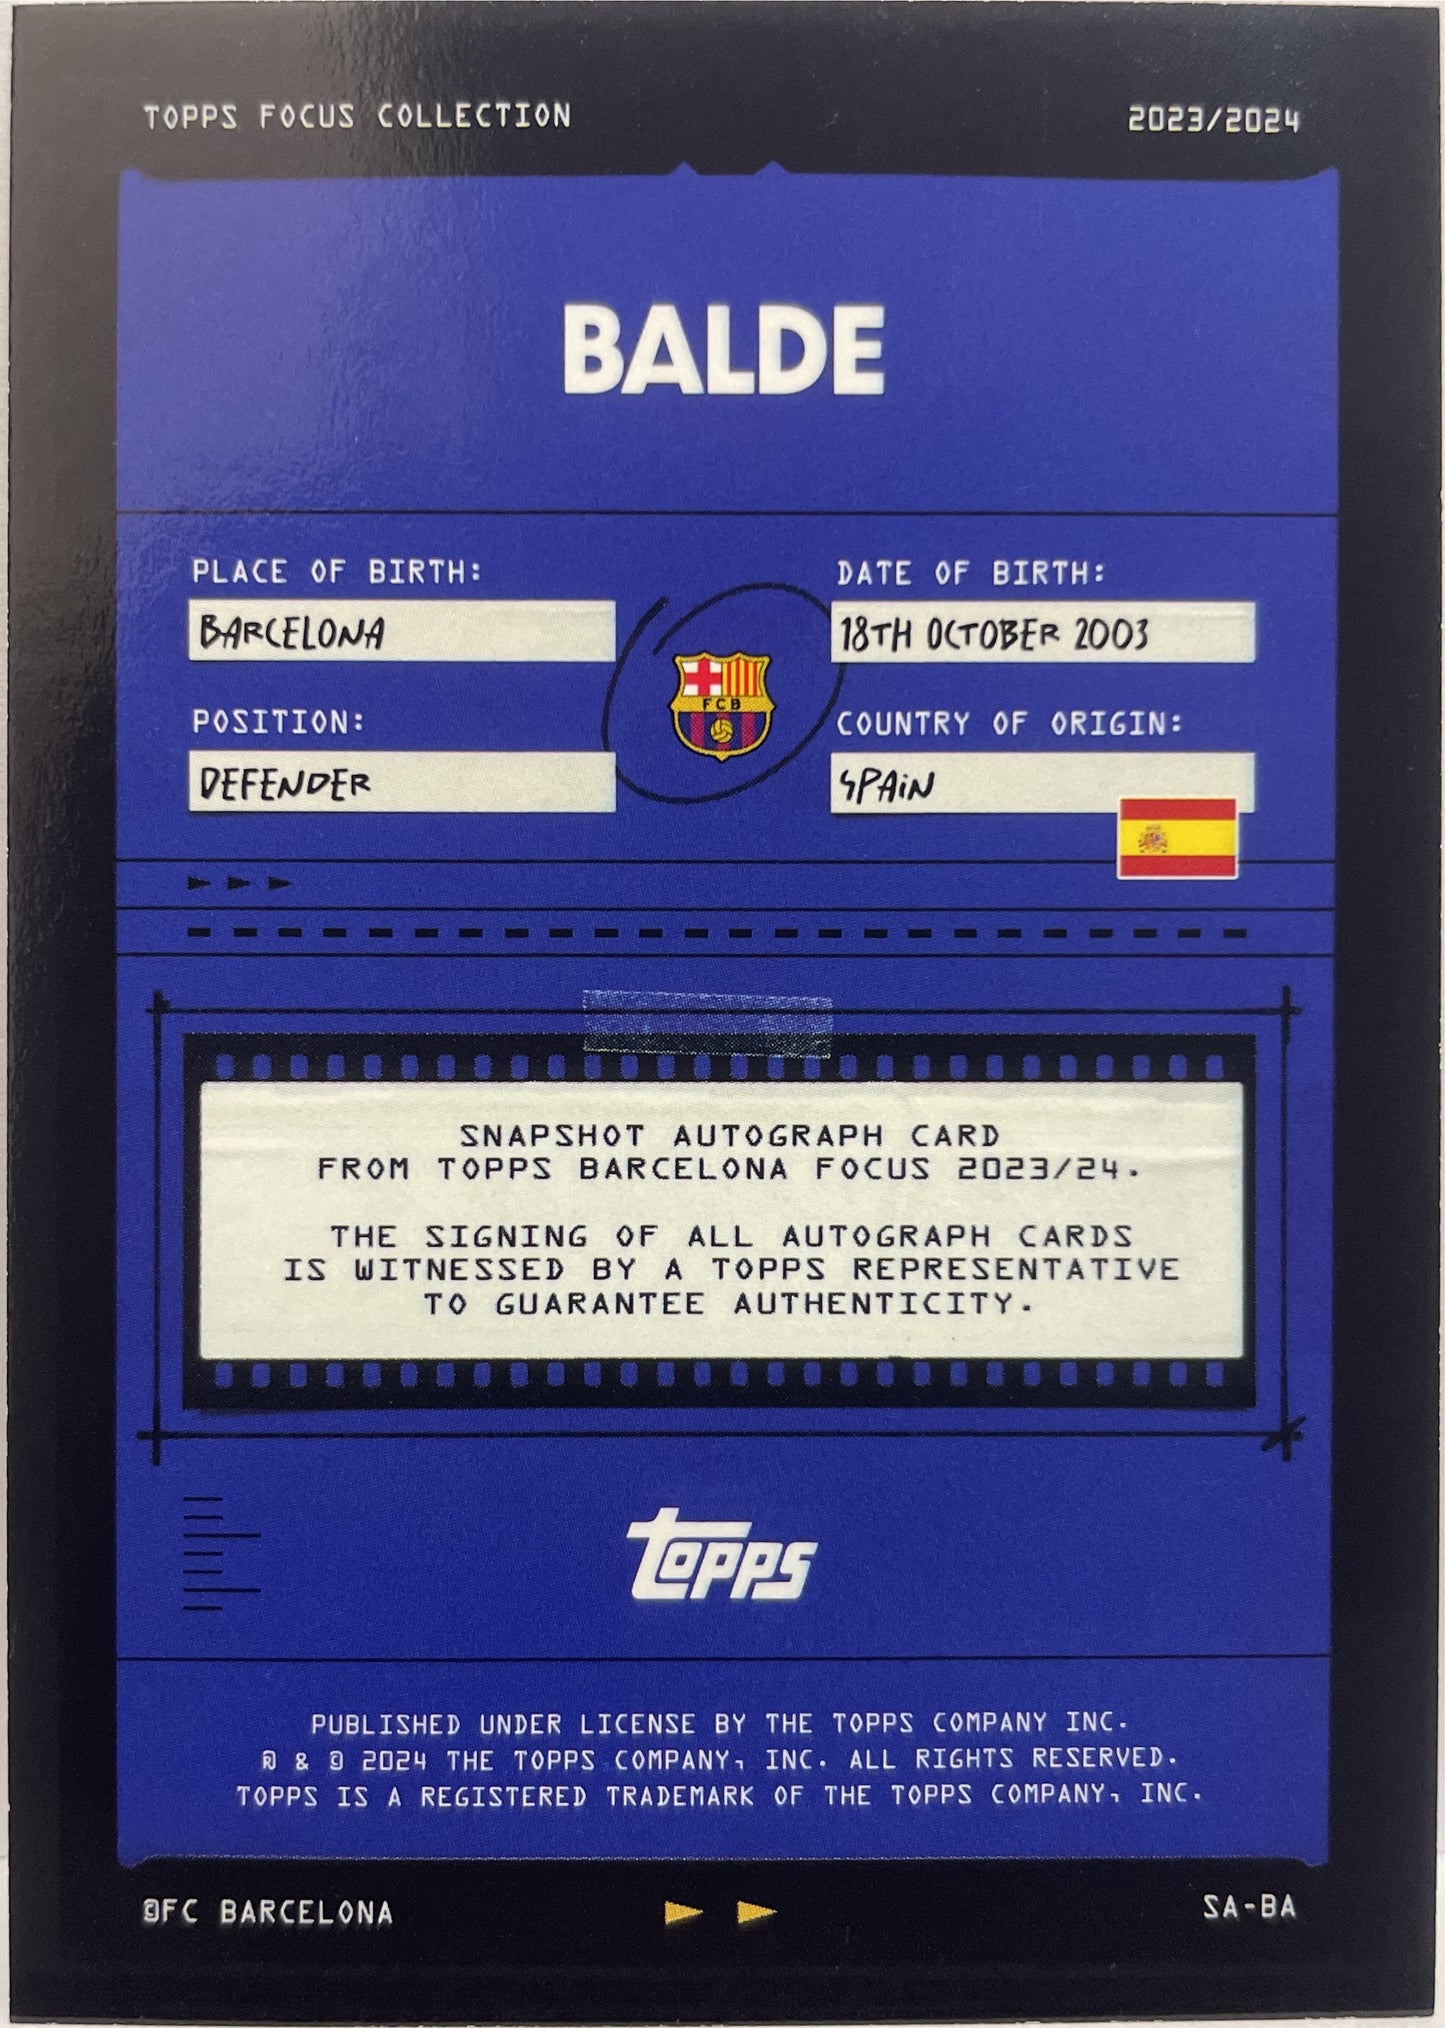 TOPPS FOCUS COLLECTION
2023/2024
BALDE
PLACE OF BIRTH:
BARCELONA
DATE OF BIRTH:
18TH OCTOBER 2003
FCB
POSITION:
DEFENDER
COUNTRY OF ORIGIN:
SPAIN
SNAPSHOT AUTOGRAPH CARD
FROM TOPPS BARCELONA FOCUS 2023/24.
THE SIGNING OF ALL AUTOGRAPH CARDS
IS WITNESSED BY A TOPPS REPRESENTATIVE
TO GUARANTEE AUTHENTICITY.
topps
PUBLISHED UNDER LICENSE BY THE TOPPS COMPANY INC.
® & © 2024 THE TOPPS COMPANY, INC. ALL RIGHTS RESERVED.
TOPPS IS A REGISTERED TRADEMARK OF THE TOPPS COMPANY, INC.
©FC BARCELONA
SA-BA